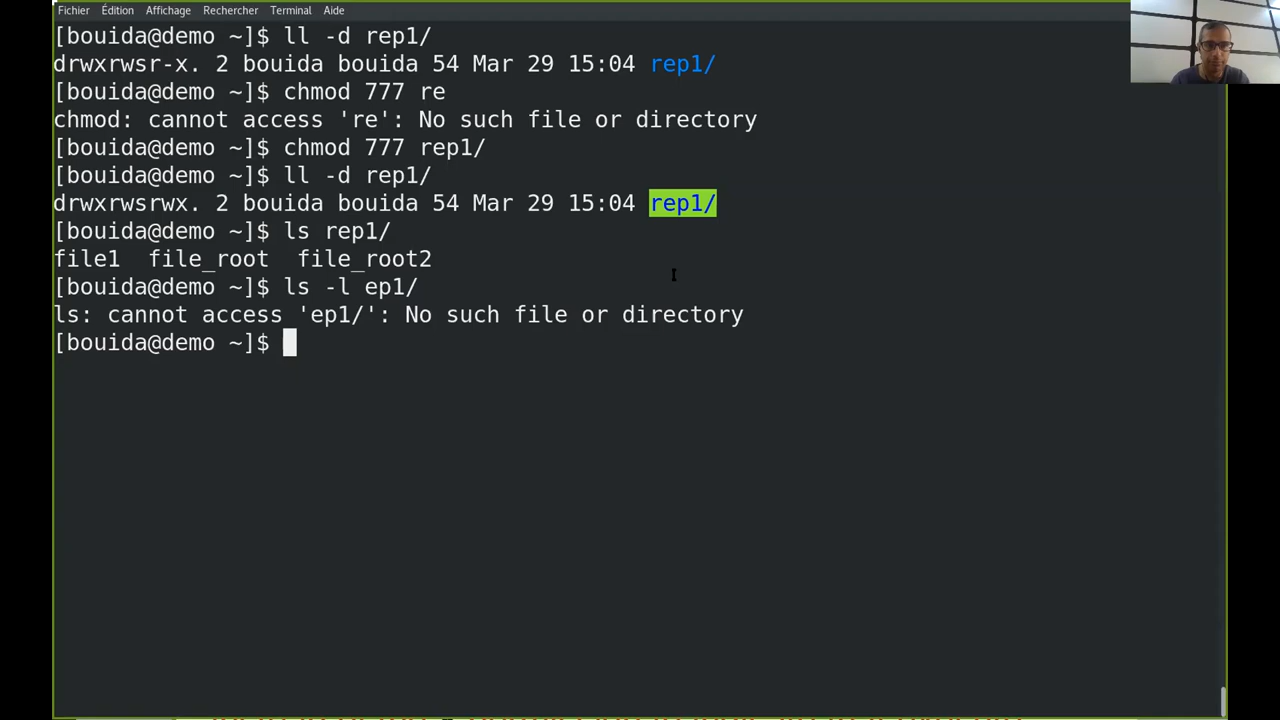 Fichier Édition Affichage Rechercher Terminal Aide
[bouida@demo ~]$ ll -d rep1/
drwxrwsr-x. 2 bouida bouida 54 Mar 29 15:04 rep1/
[bouida@demo ~]$ chmod 777 re
chmod: cannot access 're': No such file or directory
[bouida@demo ~]$ chmod 777 rep1/
[bouida@demo ~]$ ll -d rep1/
drwxrwsrwx. 2 bouida bouida 54 Mar 29 15:04 rep1/
[bouida@demo ~]$ ls rep1/
file1  file_root  file_root2
[bouida@demo ~]$ ls -l ep1/
ls: cannot access 'ep1/': No such file or directory
[bouida@demo ~]$